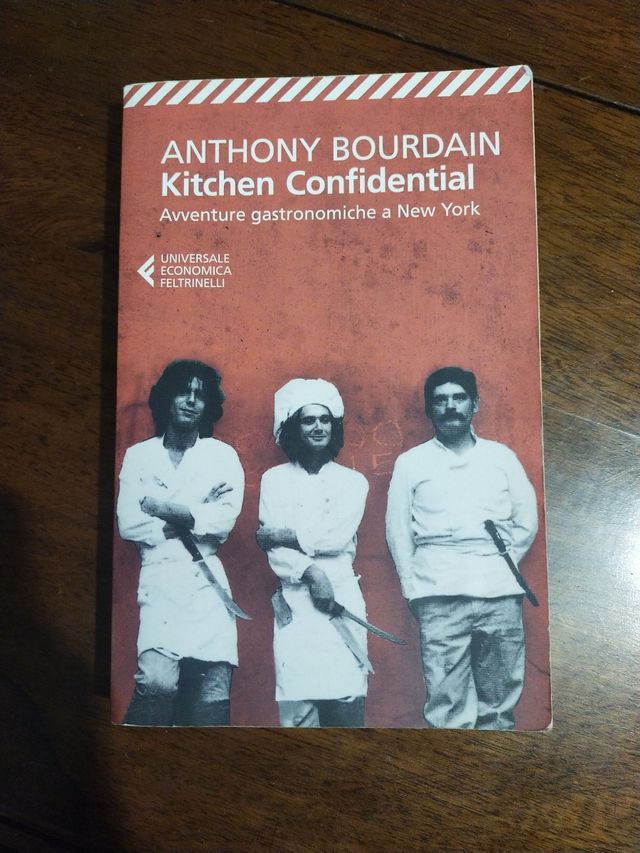 ANTHONY BOURDAIN
Kitchen Confidential
Avventure gastronomiche a New York
UNIVERSALE
ECONOMICA
FELTRINELLI